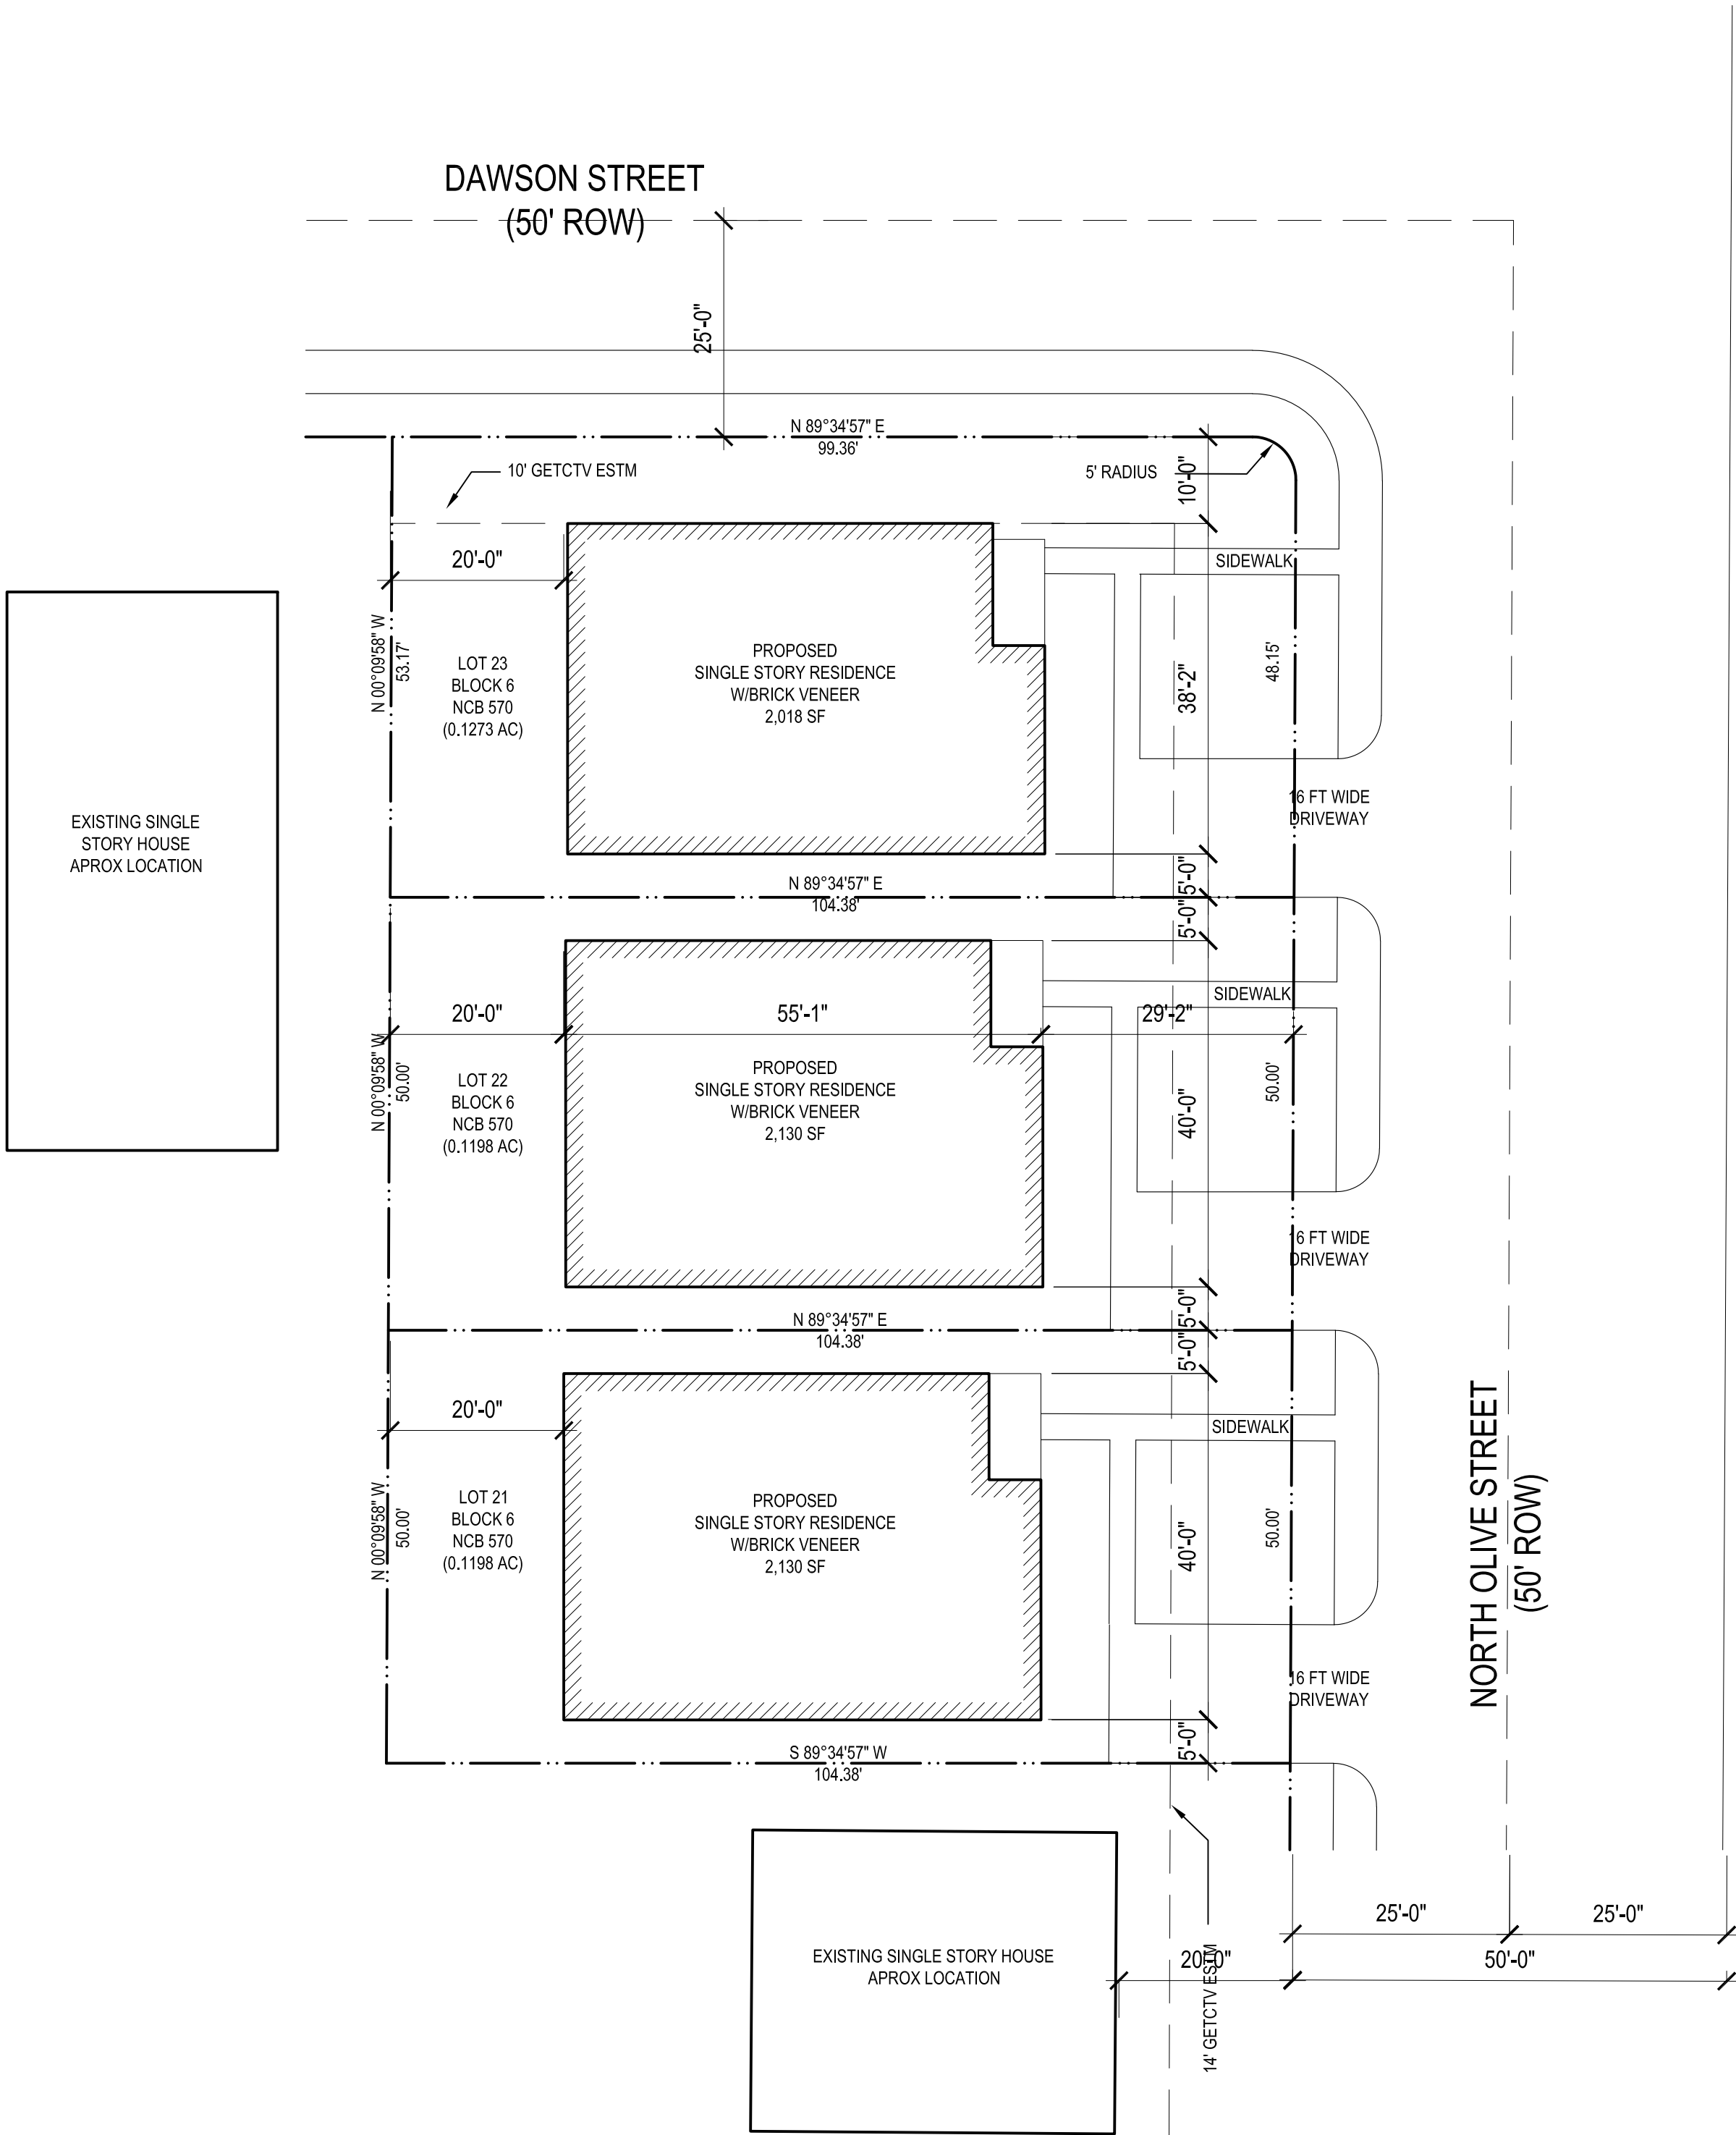 DAWSON STREET
(50' ROW)
25'-0"
N 89°34'57" E
99.36'
10' GETCTV ESTM
5' RADIUS
10'-0"
20'-0"
SIDEWALK
N 00°09'58" W
53.17'
LOT 23
BLOCK 6
NCB 570
(0.1273 AC)
PROPOSED
SINGLE STORY RESIDENCE
W/BRICK VENEER
2,018 SF
38'-2"
48.15'
EXISTING SINGLE
STORY HOUSE
APROX LOCATION
16 FT WIDE
DRIVEWAY
5'-0"
N 89°34'57" E
104.38'
5'-0"
20'-0"
55'-1"
29'-2"
SIDEWALK
N 00°09'58" W
50.00'
LOT 22
BLOCK 6
NCB 570
(0.1198 AC)
PROPOSED
SINGLE STORY RESIDENCE
W/BRICK VENEER
2,130 SF
40'-0"
50.00'
16 FT WIDE
DRIVEWAY
5'-0"
N 89°34'57" E
104.38'
5'-0"
20'-0"
SIDEWALK
N 00°09'58" W
50.00'
LOT 21
BLOCK 6
NCB 570
(0.1198 AC)
PROPOSED
SINGLE STORY RESIDENCE
W/BRICK VENEER
2,130 SF
40'-0"
50.00'
NORTH OLIVE STREET
(50' ROW)
16 FT WIDE
DRIVEWAY
5'-0"
S 89°34'57" W
104.38'
25'-0"
25'-0"
EXISTING SINGLE STORY HOUSE
APROX LOCATION
20'-0"
50'-0"
14' GETCTV ESTM